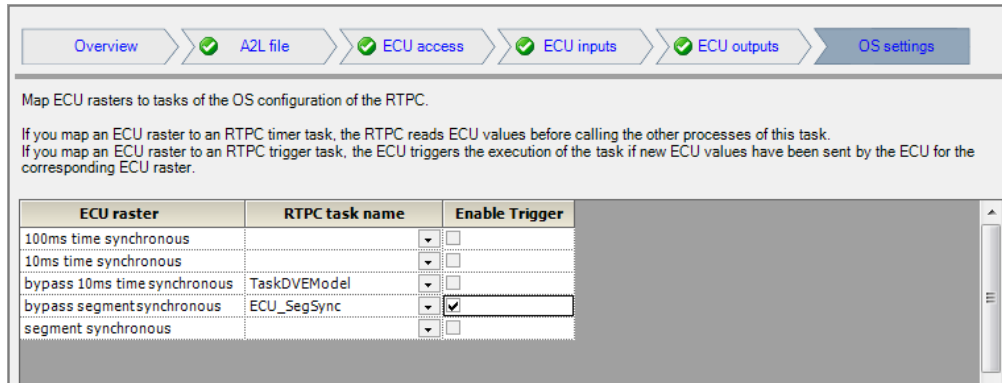 Overview A2L file ECU access ECU inputs ECU outputs OS settings
Map ECU rasters to tasks of the OS configuration of the RTPC.
If you map an ECU raster to an RTPC timer task, the RTPC reads ECU values before calling the other processes of this task.
If you map an ECU raster to an RTPC trigger task, the ECU triggers the execution of the task if new ECU values have been sent by the ECU for the
corresponding ECU raster.
ECU raster RTPC task name Enable Trigger
100ms time synchronous
10ms time synchronous
bypass 10ms time synchronous TaskDVEModel
bypass segmentsynchronous ECU_SegSync
segment synchronous